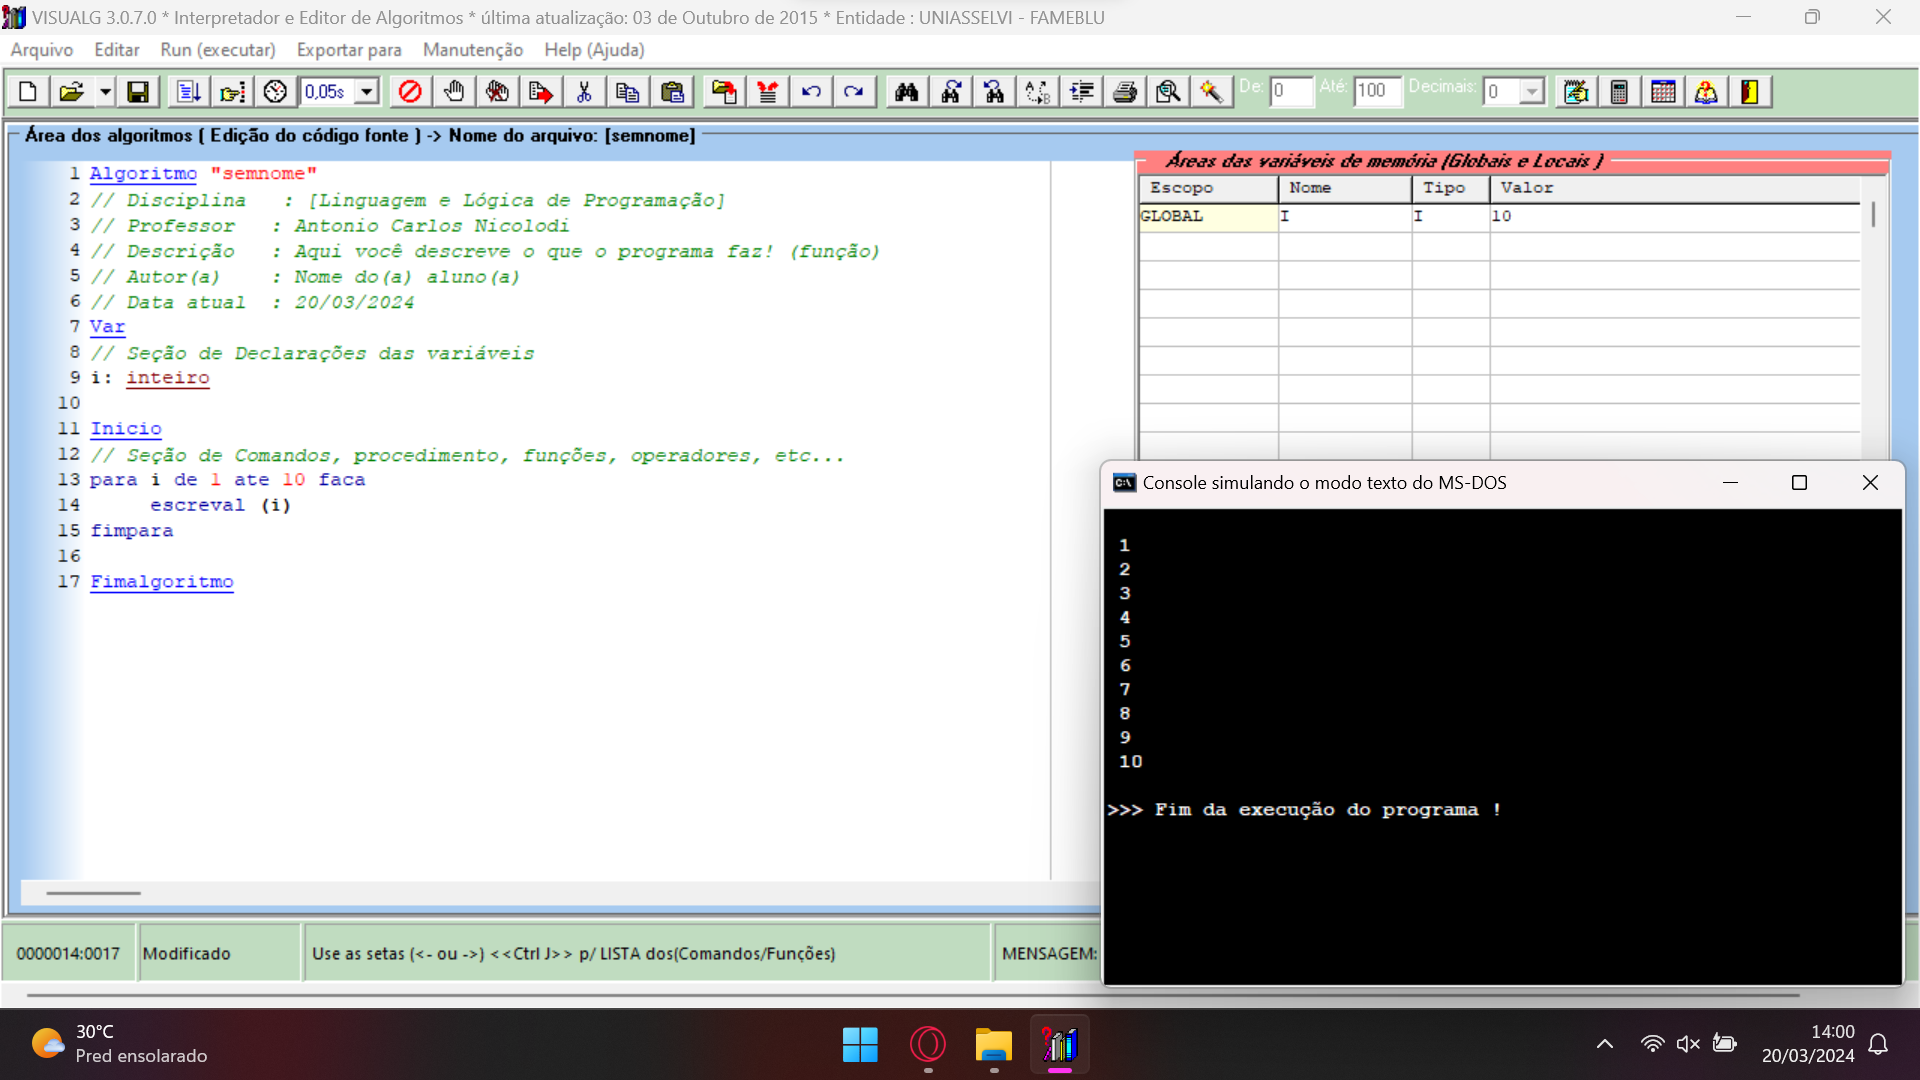 VISUALG 3.0.7.0 * Interpretador e Editor de Algoritmos * última atualização: 03 de Outubro de 2015 * Entidade : UNIASSELVI - FAMEBLU
Arquivo Editar Run (executar) Exportar para Manutenção Help (Ajuda)
0,05s De: 0 Até: 100 Decimais: 0
Área dos algoritmos ( Edição do código fonte ) -> Nome do arquivo: [semnome]
1 Algoritmo "semnome"
2 // Disciplina : [Linguagem e Lógica de Programação]
3 // Professor : Antonio Carlos Nicolodi
4 // Descrição : Aqui você descreve o que o programa faz! (função)
5 // Autor(a) : Nome do(a) aluno(a)
6 // Data atual : 20/03/2024
7 Var
8 // Seção de Declarações das variáveis
9 i: inteiro
10
11 Inicio
12 // Seção de Comandos, procedimento, funções, operadores, etc...
13 para i de 1 ate 10 faca
14 escreval (i)
15 fimpara
16
17 Fimalgoritmo
Áreas das variáveis de memória (Globais e Locais )
Escopo Nome Tipo Valor
GLOBAL I I 10
Console simulando o modo texto do MS-DOS
1
2
3
4
5
6
7
8
9
10
>>> Fim da execução do programa !
0000014:0017 Modificado Use as setas (<- ou ->) <<Ctrl J>> p/ LISTA dos(Comandos/Funções) MENSAGEM:
30°C
Pred ensolarado
14:00
20/03/2024